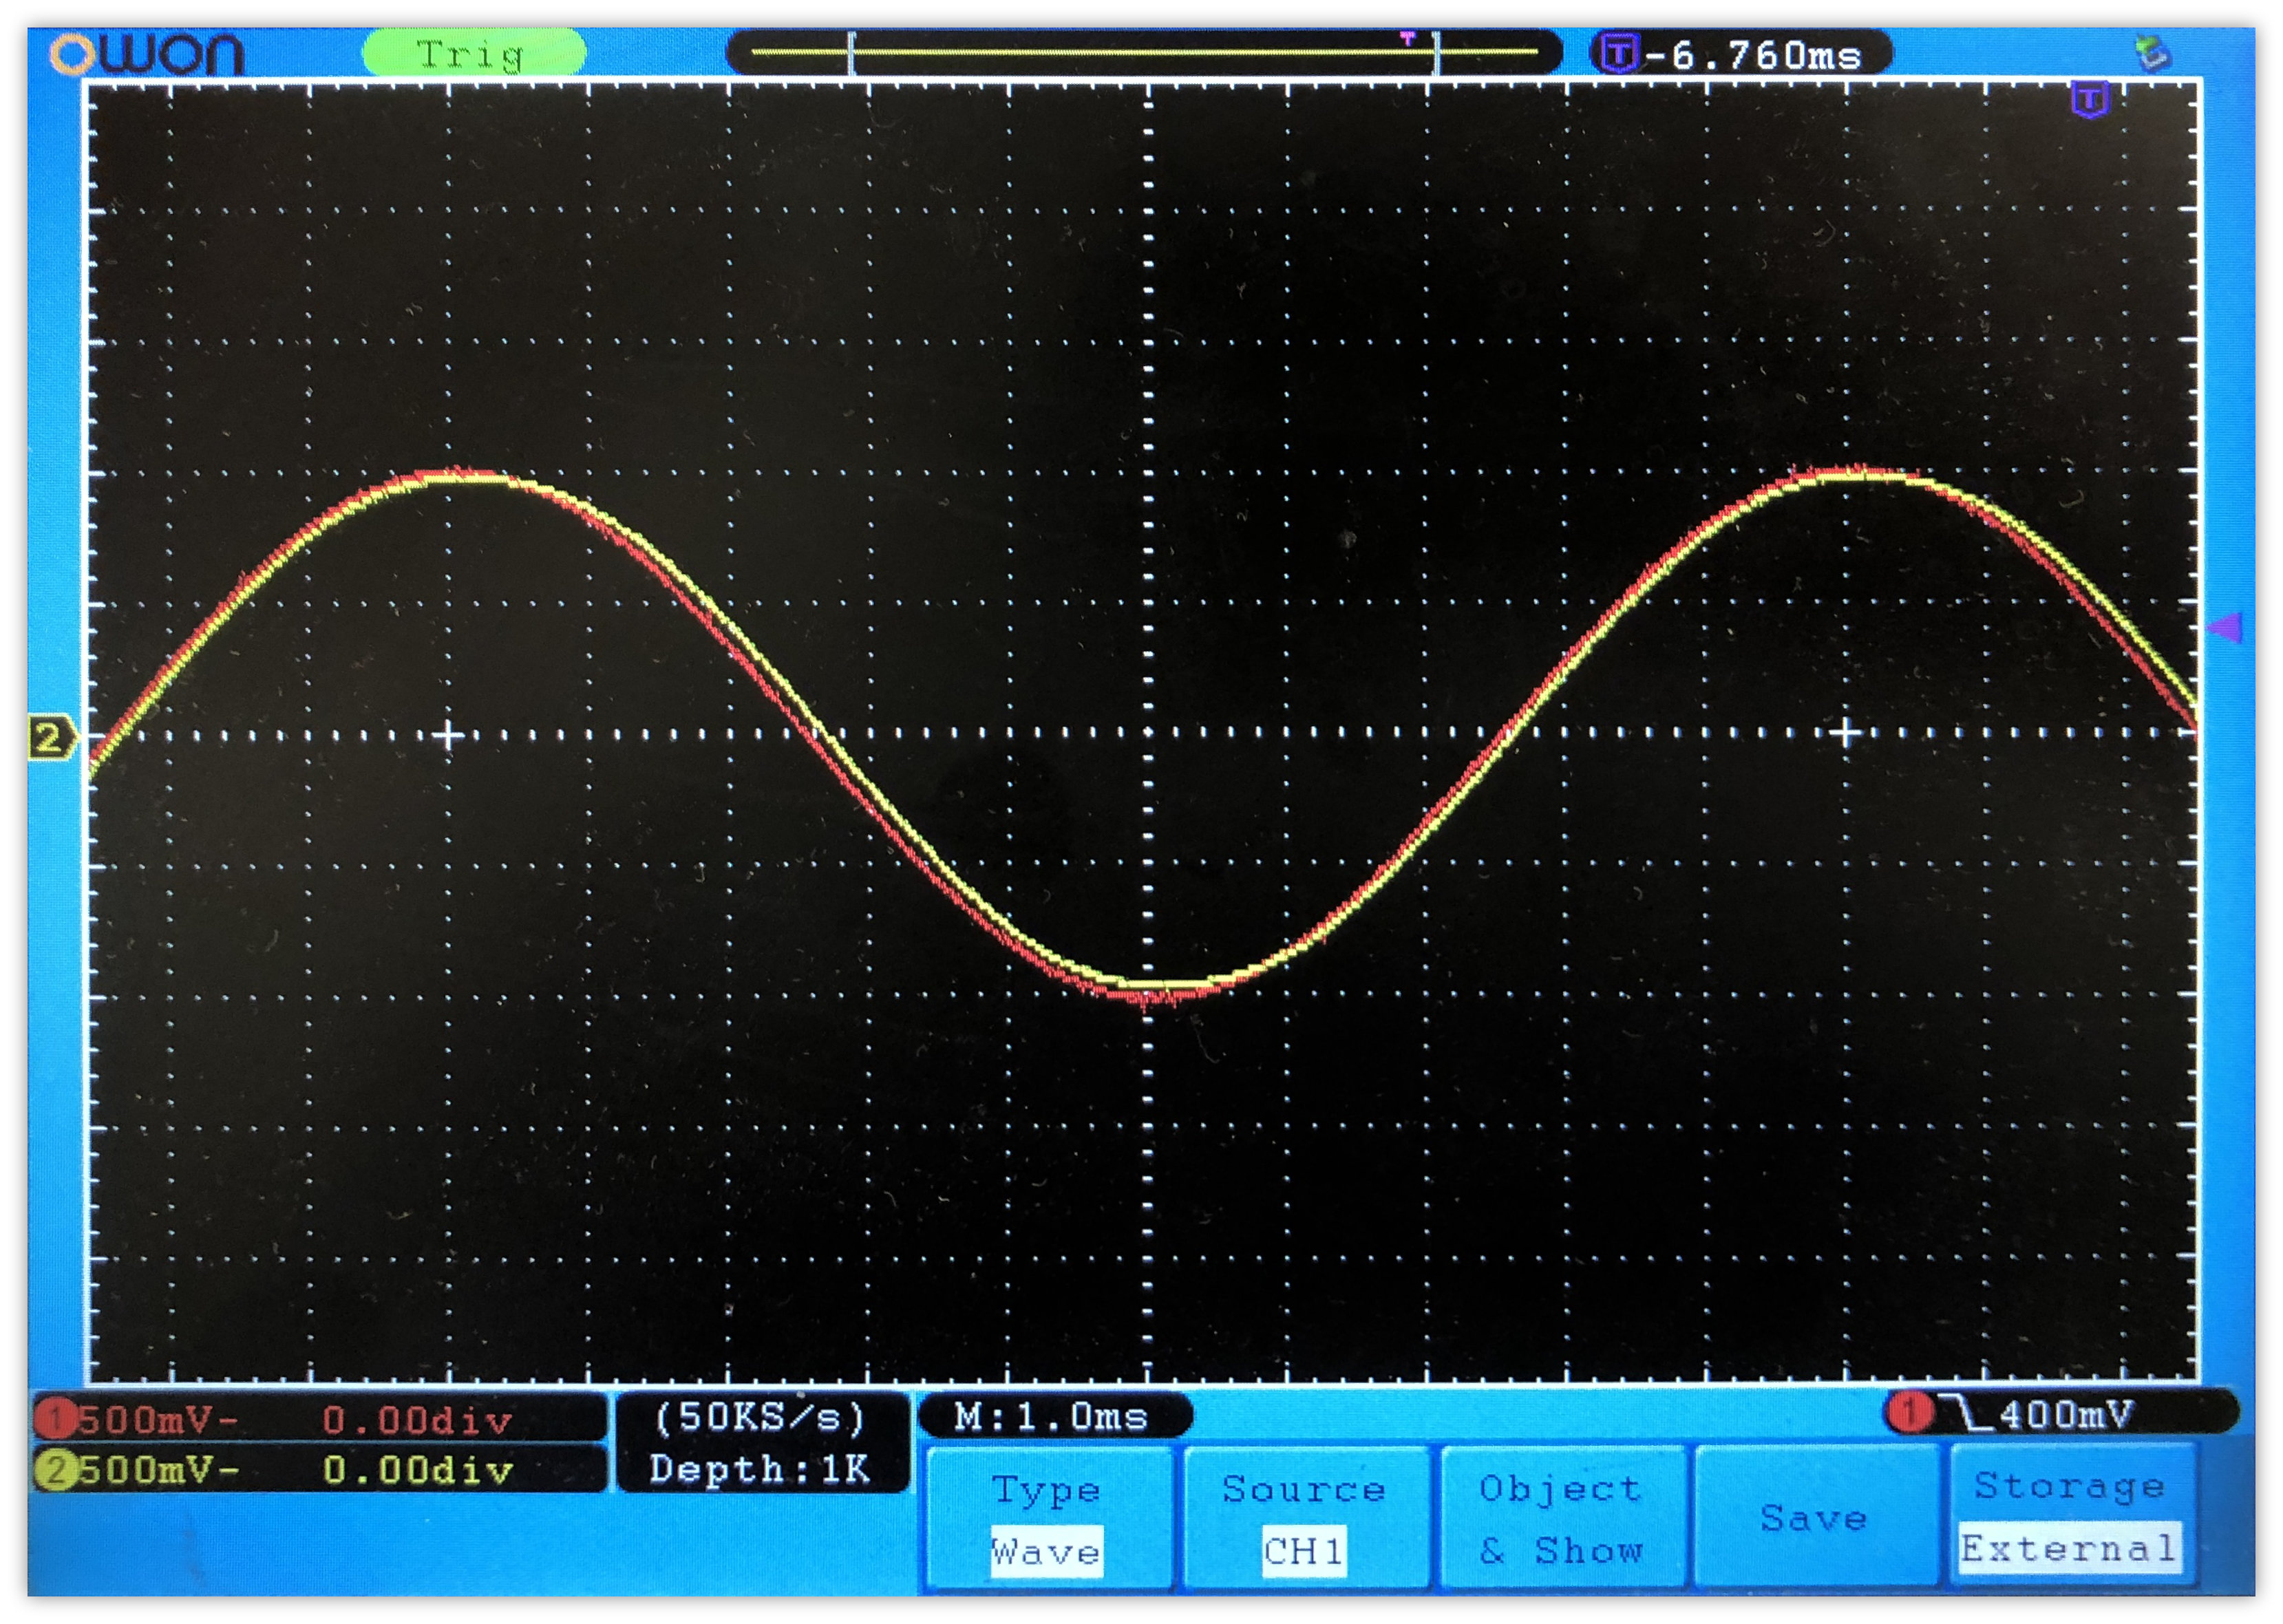 owon Trig T T -6.760ms
T
2
1 500mV- 0.00div (50KS/s) M:1.0ms 1 400mV
2 500mV- 0.00div Depth:1K
Type Source Object Save Storage
Wave CH1 & Show External